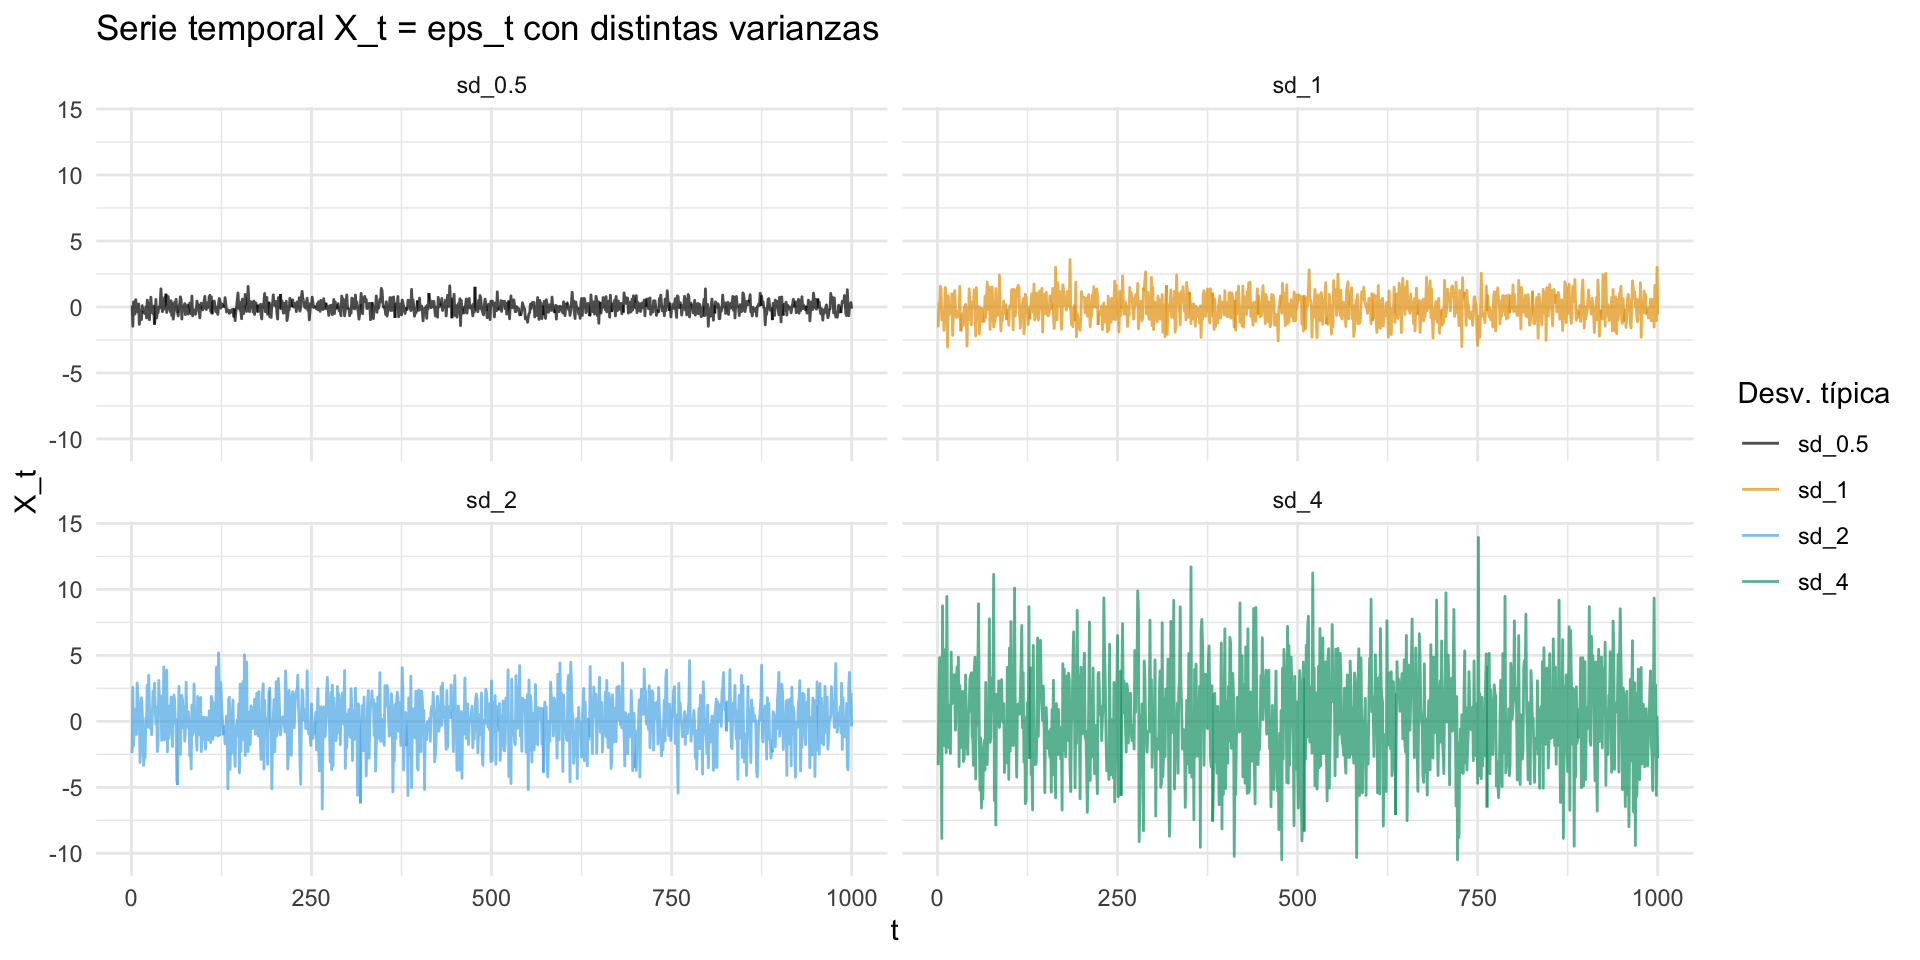 Serie temporal X_t = eps_t con distintas varianzas
sd_0.5
sd_1
15
10
5
0
-5
-10
sd_2
sd_4
15
10
5
0
-5
-10
0
250
500
750
1000
0
250
500
750
1000
t
X_t
Desv. típica
sd_0.5
sd_1
sd_2
sd_4